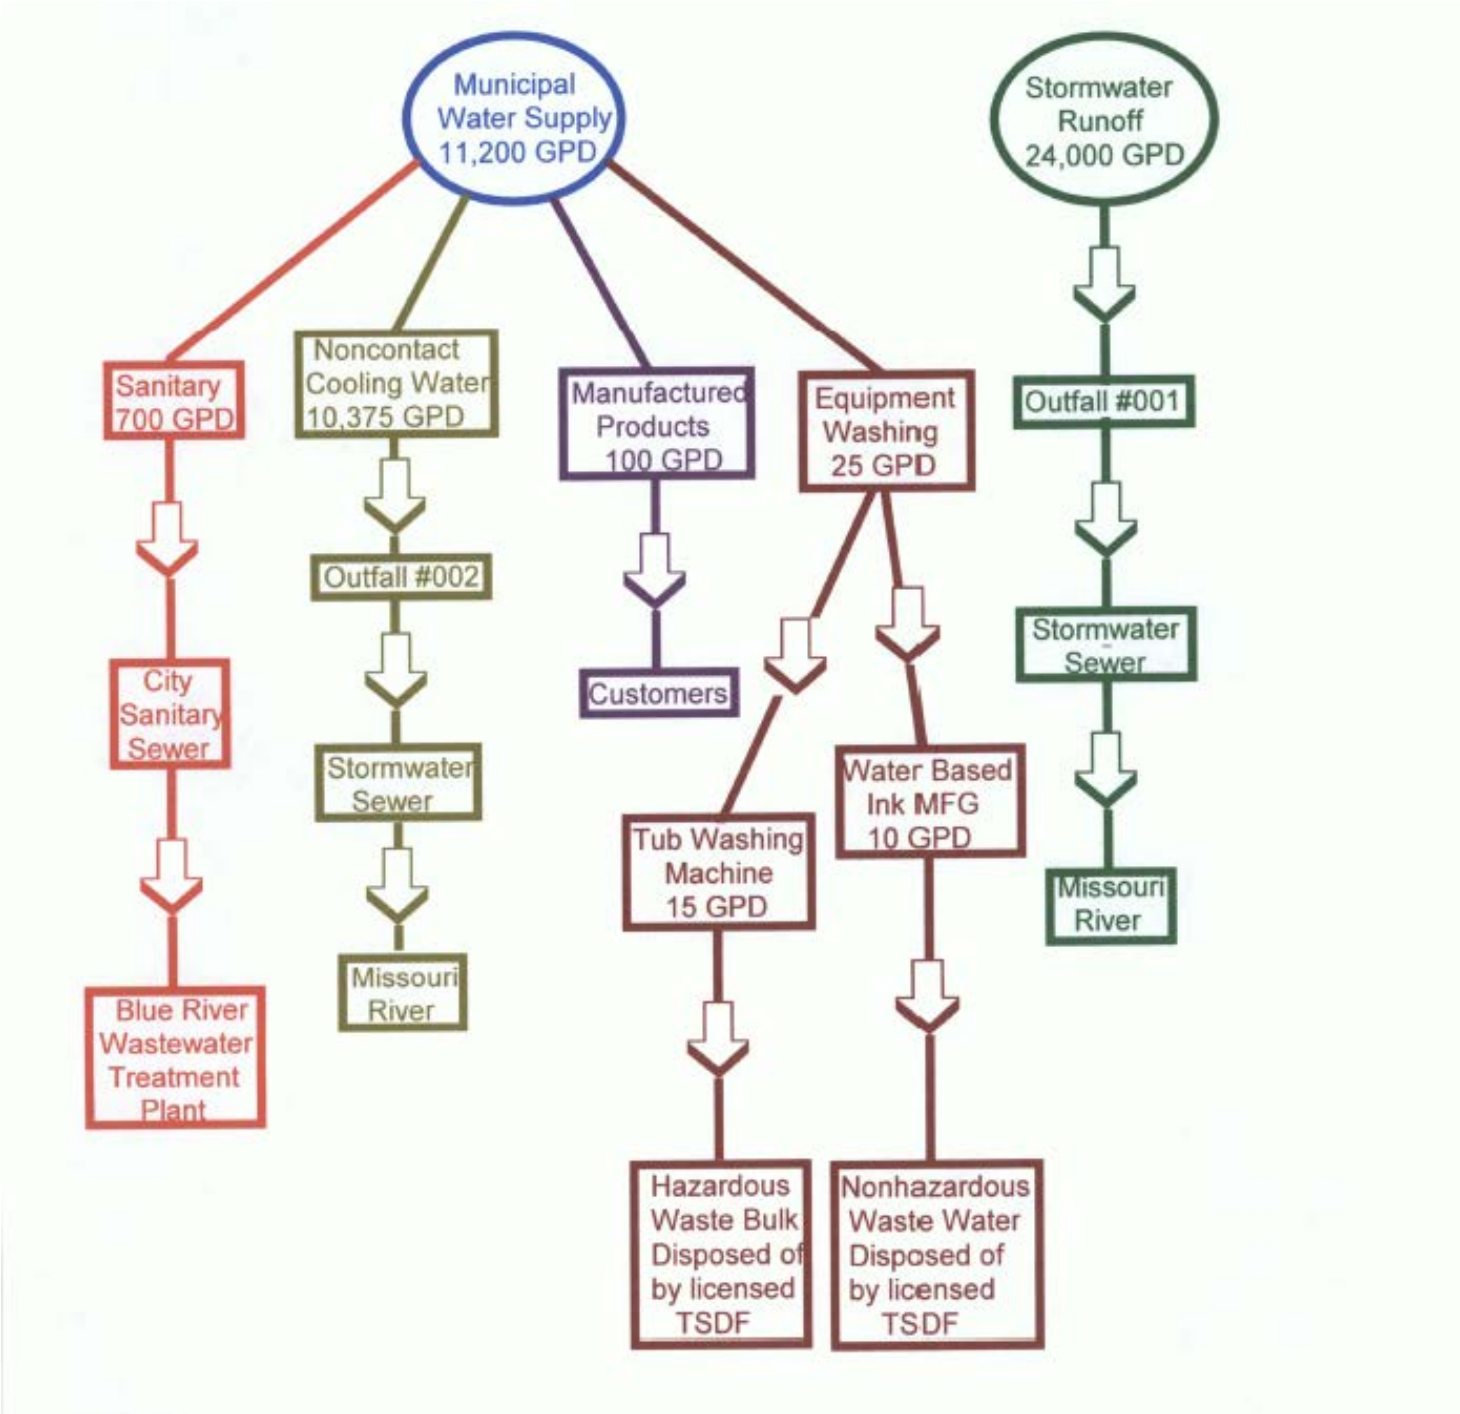 Municipal
Water Supply
11,200 GPD
Stormwater
Runoff
24,000 GPD
Sanitary
700 GPD
Noncontact
Cooling Water
10,375 GPD
Manufactured
Products
100 GPD
Equipment
Washing
25 GPD
Outfall #001
Outfall #002
Stormwater
Sewer
City
Sanitary
Sewer
Customers
Stormwater
Sewer
Water Based
Ink MFG
10 GPD
Tub Washing
Machine
15 GPD
Missouri
River
Missouri
River
Blue River
Wastewater
Treatment
Plant
Hazardous
Waste Bulk
Disposed of
by licensed
TSDF
Nonhazardous
Waste Water
Disposed of
by licensed
TSDF